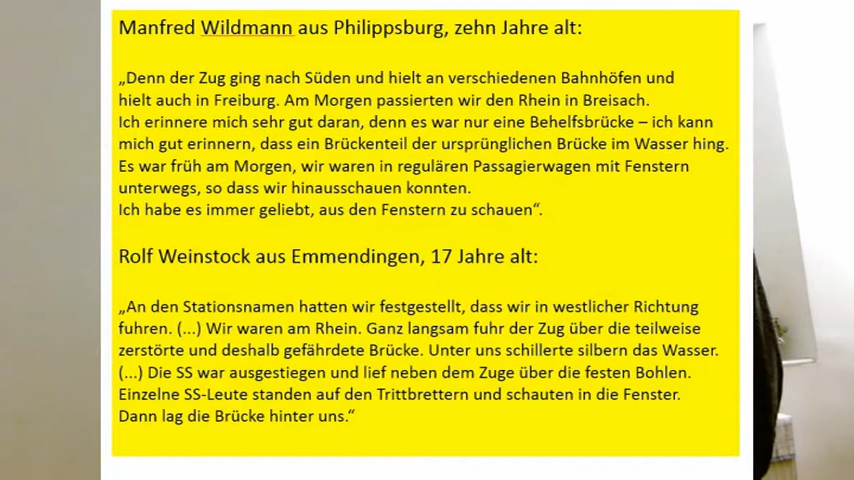 Manfred Wildmann aus Philippsburg, zehn Jahre alt:
„Denn der Zug ging nach Süden und hielt an verschiedenen Bahnhöfen und
hielt auch in Freiburg. Am Morgen passierten wir den Rhein in Breisach.
Ich erinnere mich sehr gut daran, denn es war nur eine Behelfsbrücke – ich kann
mich gut erinnern, dass ein Brückenteil der ursprünglichen Brücke im Wasser hing.
Es war früh am Morgen, wir waren in regulären Passagierwagen mit Fenstern
unterwegs, so dass wir hinausschauen konnten.
Ich habe es immer geliebt, aus den Fenstern zu schauen“.
Rolf Weinstock aus Emmendingen, 17 Jahre alt:
„An den Stationsnamen hatten wir festgestellt, dass wir in westlicher Richtung
fuhren. (...) Wir waren am Rhein. Ganz langsam fuhr der Zug über die teilweise
zerstörte und deshalb gefährdete Brücke. Unter uns schillerte silbern das Wasser.
(...) Die SS war ausgestiegen und lief neben dem Zuge über die festen Bohlen.
Einzelne SS-Leute standen auf den Trittbrettern und schauten in die Fenster.
Dann lag die Brücke hinter uns.“